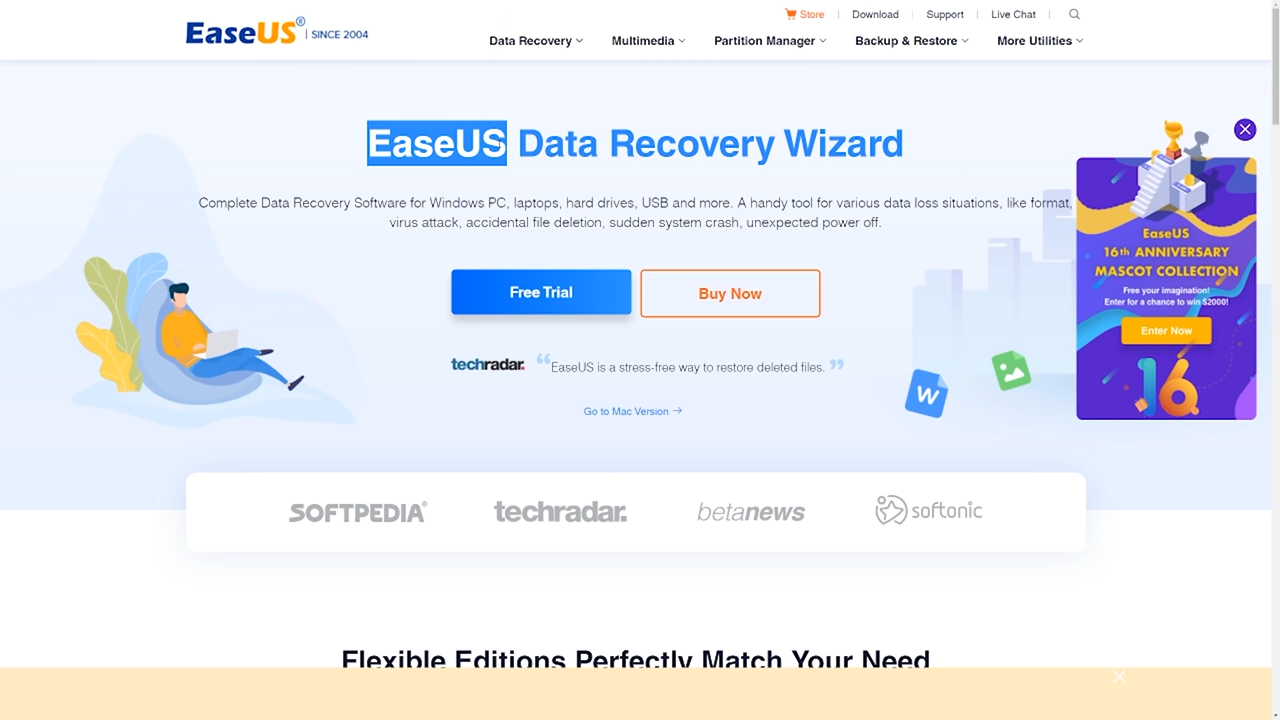 EaseUS® | SINCE 2004
Store | Download | Support | Live Chat |
Data Recovery Multimedia Partition Manager Backup & Restore More Utilities
EaseUS Data Recovery Wizard
Complete Data Recovery Software for Windows PC, laptops, hard drives, USB and more. A handy tool for various data loss situations, like format,
virus attack, accidental file deletion, sudden system crash, unexpected power off.
Free Trial
Buy Now
techradar. “EaseUS is a stress-free way to restore deleted files. ”
Go to Mac Version →
EaseUS
16th ANNIVERSARY
MASCOT COLLECTION
Free your imagination!
Enter for a chance to win $2000!
Enter Now
16
W
SOFTPEDIA® techradar. betanews softonic
Flexible Editions Perfectly Match Your Need